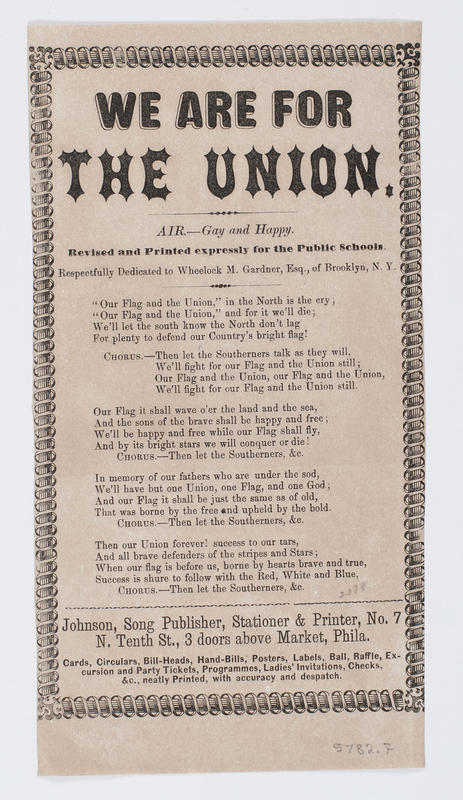 WE ARE FOR
THE UNION.
AIR.—Gay and Happy.
Revised and Printed expressly for the Public Schools.
Respectfully Dedicated to Wheelock M. Gardner, Esq., of Brooklyn, N. Y.
"Our Flag and the Union," in the North is the cry;
"Our Flag and the Union," and for it we'll die;
We'll let the south know the North don't lag
For plenty to defend our Country's bright flag!
CHORUS.—Then let the Southerners talk as they will,
We'll fight for our Flag and the Union still;
Our Flag and the Union, our Flag and the Union,
We'll fight for our Flag and the Union still.
Our Flag it shall wave o'er the land and the sea,
And the sons of the brave shall be happy and free;
We'll be happy and free while our Flag shall fly,
And by its bright stars we will conquer or die!
CHORUS.—Then let the Southerners, &c.
In memory of our fathers who are under the sod,
We'll have but one Union, one Flag, and one God;
And our Flag it shall be just the same as of old,
That was borne by the free and upheld by the bold.
CHORUS.—Then let the Southerners, &c.
Then our Union forever! success to our tars,
And all brave defenders of the stripes and Stars;
When our flag is before us, borne by hearts brave and true,
Success is shure to follow with the Red, White and Blue,
CHORUS.—Then let the Southerners, &c.
Johnson, Song Publisher, Stationer & Printer, No. 7
N. Tenth St., 3 doors above Market, Phila.
Cards, Circulars, Bill-Heads, Hand-Bills, Posters, Labels, Ball, Raffle, Ex-
cursion and Party Tickets, Programmes, Ladies' Invitations, Checks,
&c., neatly Printed, with accuracy and despatch.
5782.F